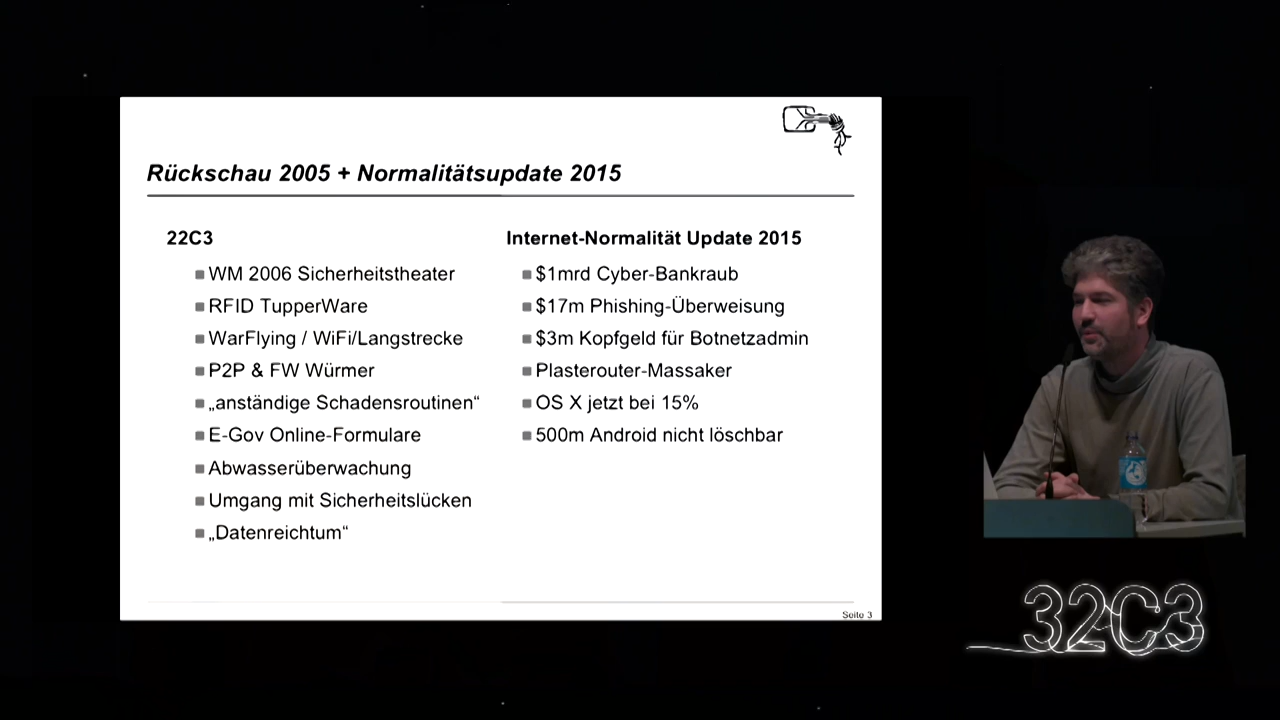 Rückschau 2005 + Normalitätsupdate 2015
22C3
WM 2006 Sicherheitstheater
RFID TupperWare
WarFlying / WiFi/Langstrecke
P2P & FW Würmer
„anständige Schadensroutinen“
E-Gov Online-Formulare
Abwasserüberwachung
Umgang mit Sicherheitslücken
„Datenreichtum“
Internet-Normalität Update 2015
$1mrd Cyber-Bankraub
$17m Phishing-Überweisung
$3m Kopfgeld für Botnetzadmin
Plasterouter-Massaker
OS X jetzt bei 15%
500m Android nicht löschbar
Seite 3
32C3